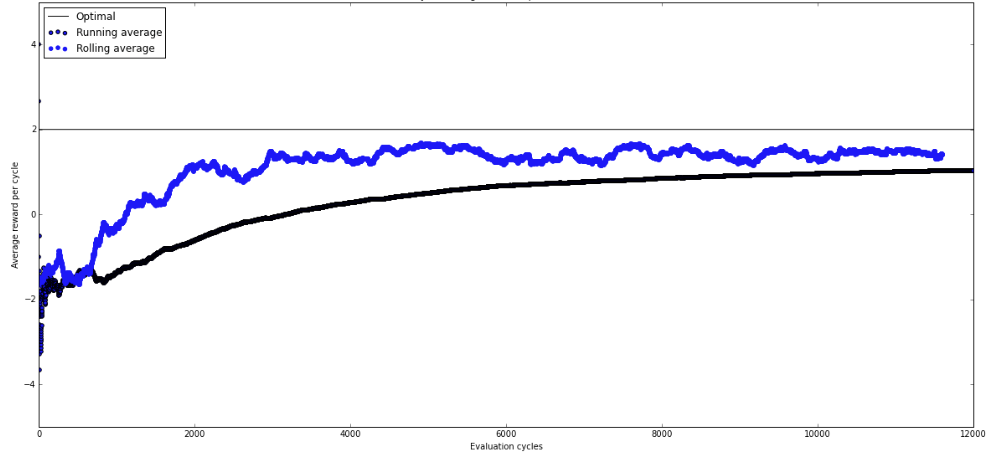 Optimal
Running average
Rolling average
4
2
0
−2
−4
Average reward per cycle
0
2000
4000
6000
8000
10000
12000
Evaluation cycles